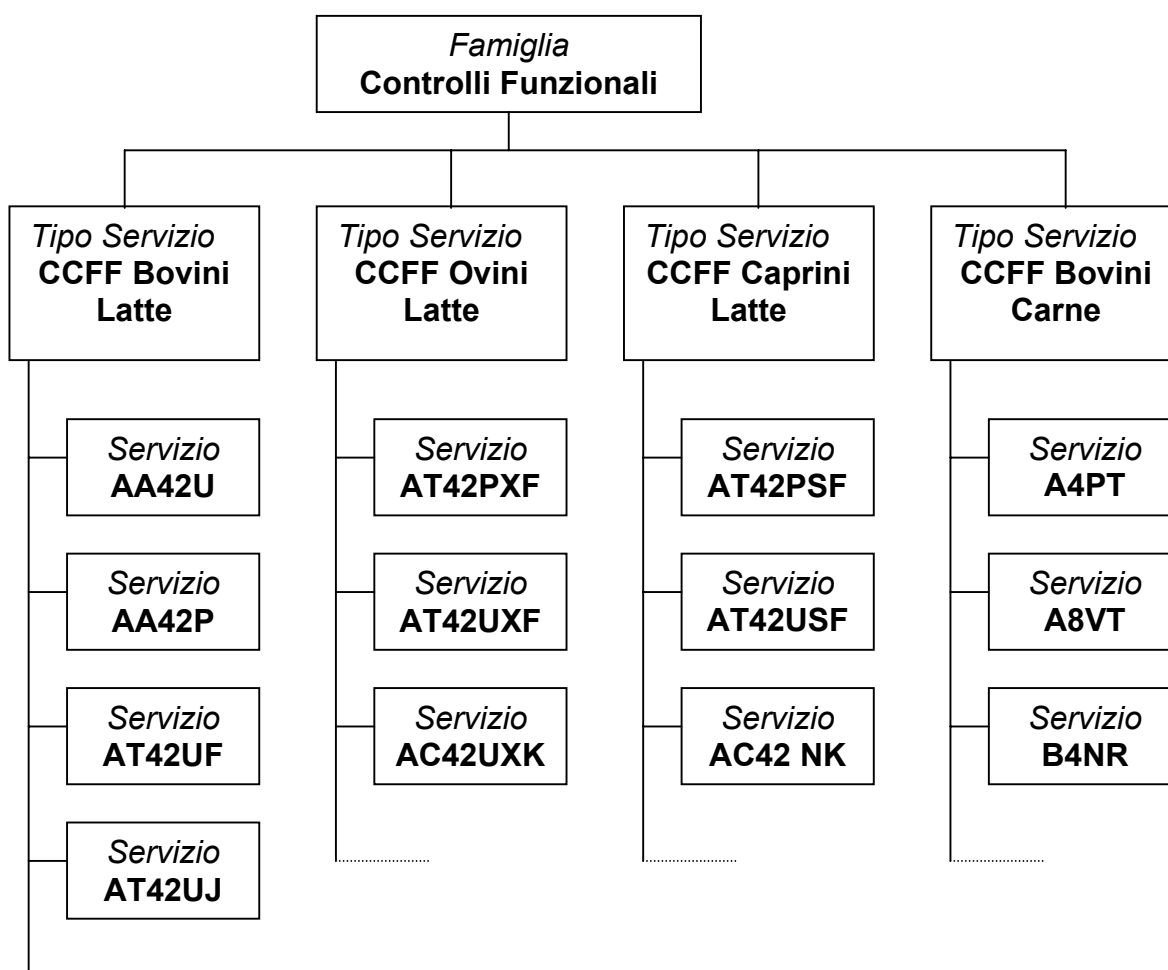 Famiglia
Controlli Funzionali
Tipo Servizio
CCFF Bovini
Latte
Servizio
AA42U
Servizio
AA42P
Servizio
AT42UF
Servizio
AT42UJ
Tipo Servizio
CCFF Ovini
Latte
Servizio
AT42PXF
Servizio
AT42UXF
Servizio
AC42UXK
Tipo Servizio
CCFF Caprini
Latte
Servizio
AT42PSF
Servizio
AT42USF
Servizio
AC42 NK
Tipo Servizio
CCFF Bovini
Carne
Servizio
A4PT
Servizio
A8VT
Servizio
B4NR